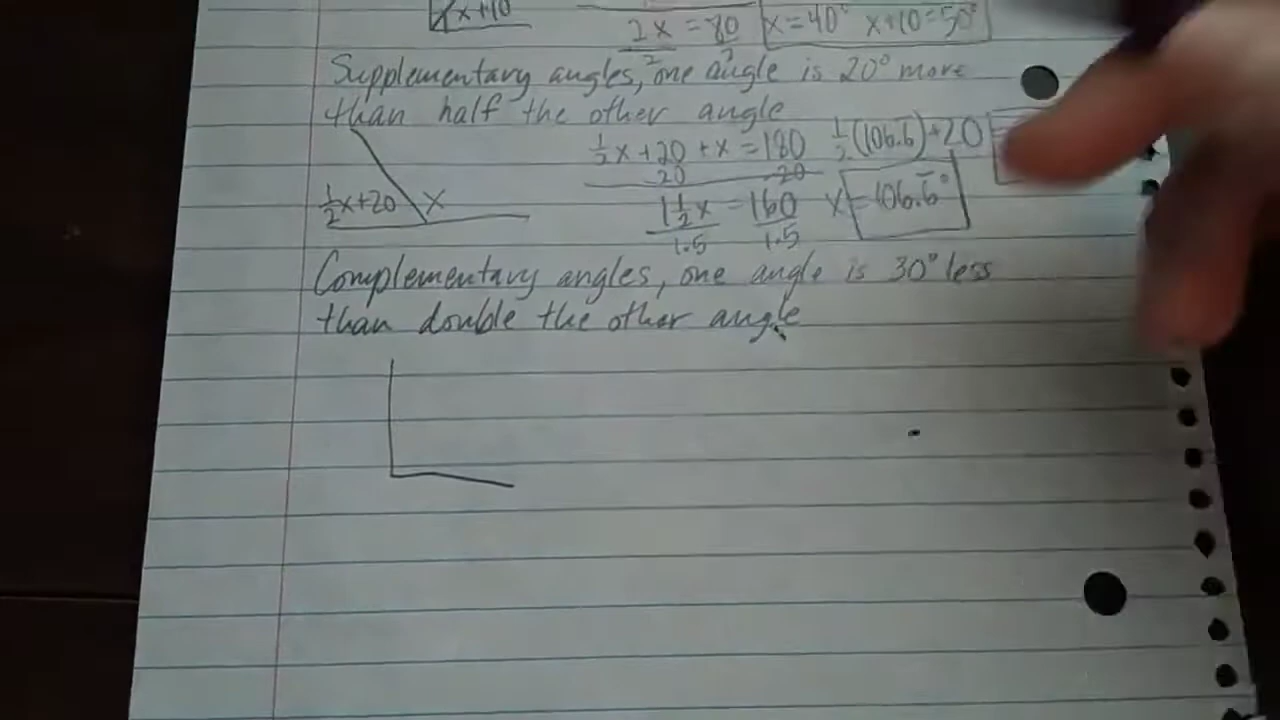 x+10
2x = 80 x=40° x+10=50°
2 2
Supplementary angles, one angle is 20° more
than half the other angle
½x+20 +x =180 ½(106.6̅)+20
20 20
½x+20 x 1½x =160 x=106.6̅°
1.5 1.5
Complementary angles, one angle is 30° less
than double the other angle